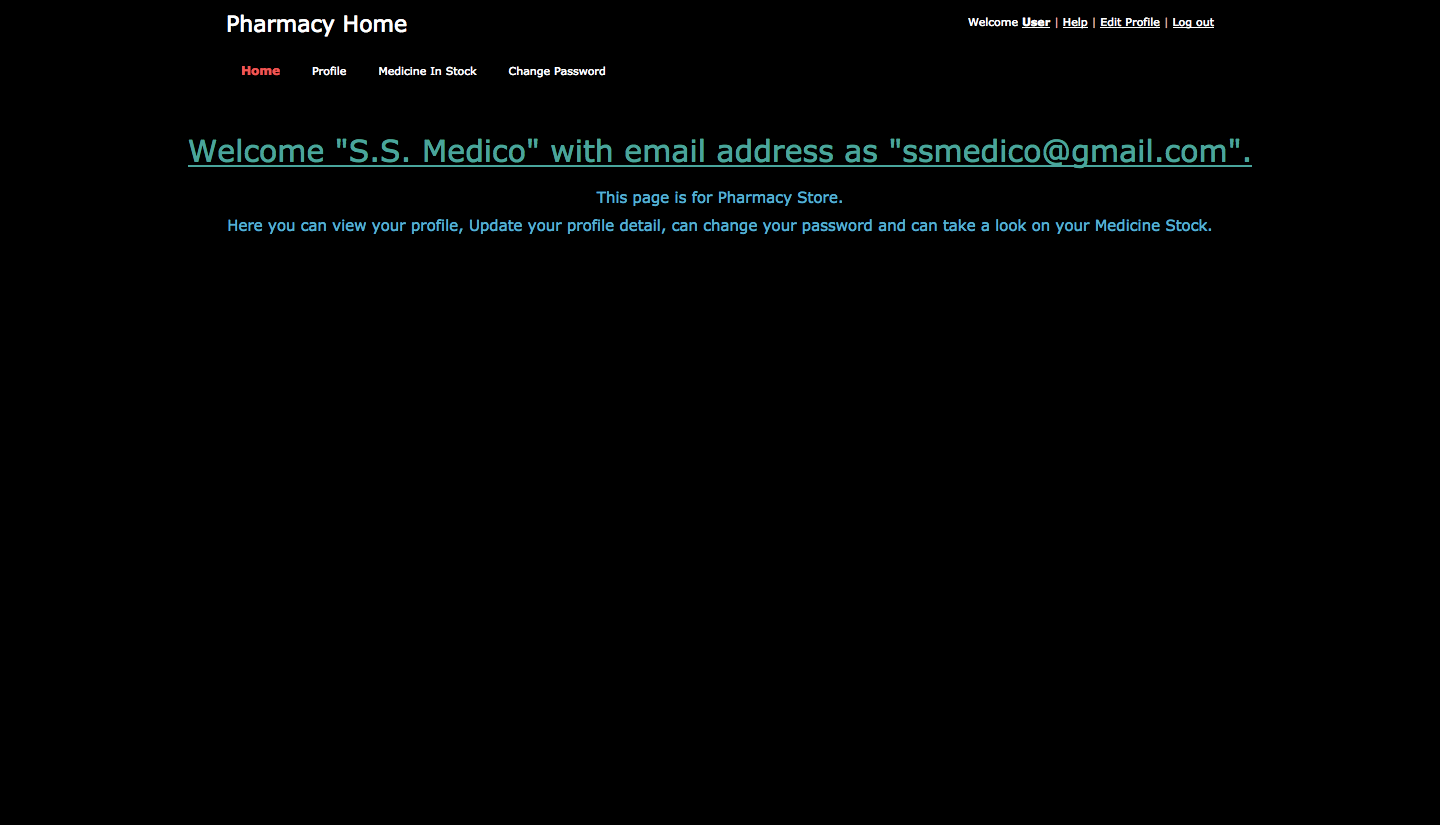 Pharmacy Home
Welcome User | Help | Edit Profile | Log out
Home Profile Medicine In Stock Change Password
Welcome "S.S. Medico" with email address as "ssmedico@gmail.com".
This page is for Pharmacy Store.
Here you can view your profile, Update your profile detail, can change your password and can take a look on your Medicine Stock.